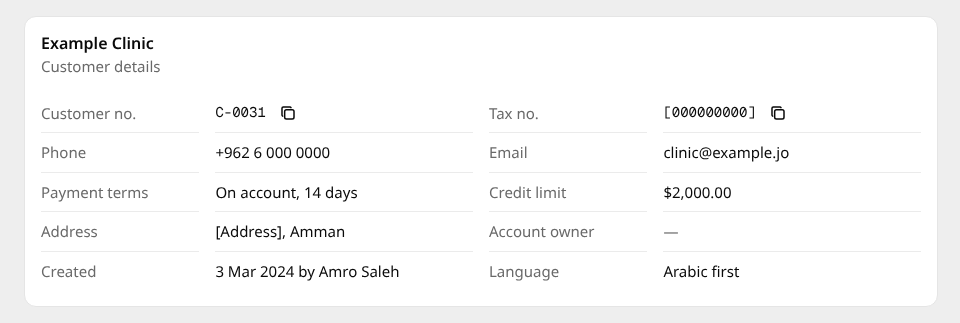 Example Clinic
Customer details
Customer no. C-0031 Tax no. [000000000]
Phone +962 6 000 0000 Email clinic@example.jo
Payment terms On account, 14 days Credit limit $2,000.00
Address [Address], Amman Account owner —
Created 3 Mar 2024 by Amro Saleh Language Arabic first